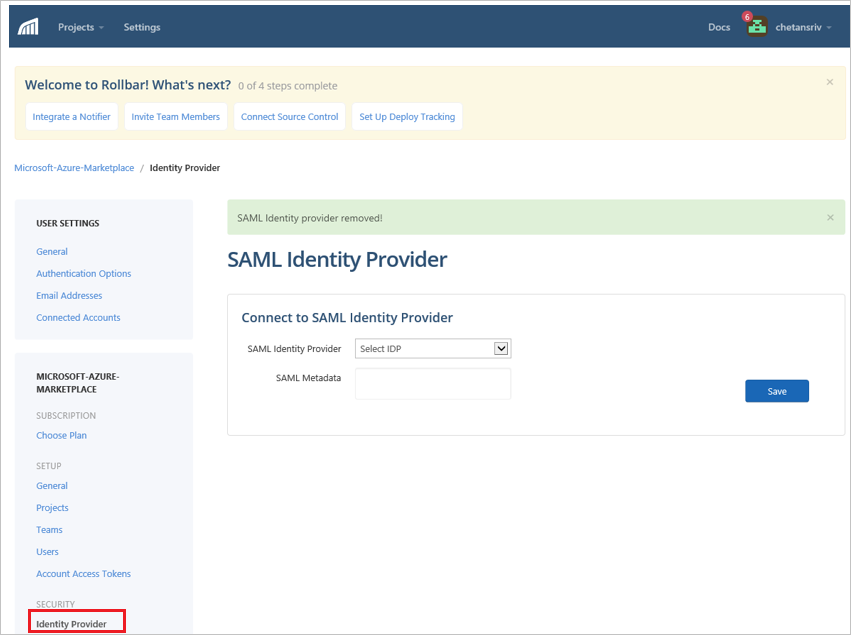 Projects Settings Docs 6 chetansriv
Welcome to Rollbar! What's next? 0 of 4 steps complete
Integrate a Notifier Invite Team Members Connect Source Control Set Up Deploy Tracking
Microsoft-Azure-Marketplace / Identity Provider
USER SETTINGS
General
Authentication Options
Email Addresses
Connected Accounts
MICROSOFT-AZURE-
MARKETPLACE
SUBSCRIPTION
Choose Plan
SETUP
General
Projects
Teams
Users
Account Access Tokens
SECURITY
Identity Provider
SAML Identity provider removed!
SAML Identity Provider
Connect to SAML Identity Provider
SAML Identity Provider Select IDP
SAML Metadata
Save